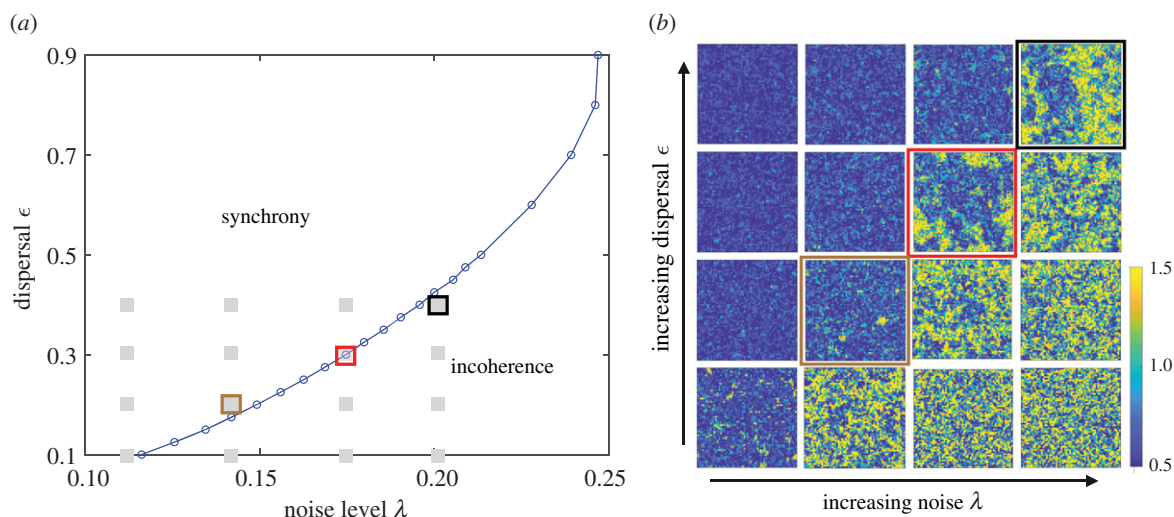 (a)
0.9
0.7
0.5
0.3
0.1
dispersal ϵ
synchrony
incoherence
0.10
0.15
0.20
0.25
noise level λ
(b)
increasing dispersal ϵ
increasing noise λ
1.5
1.0
0.5